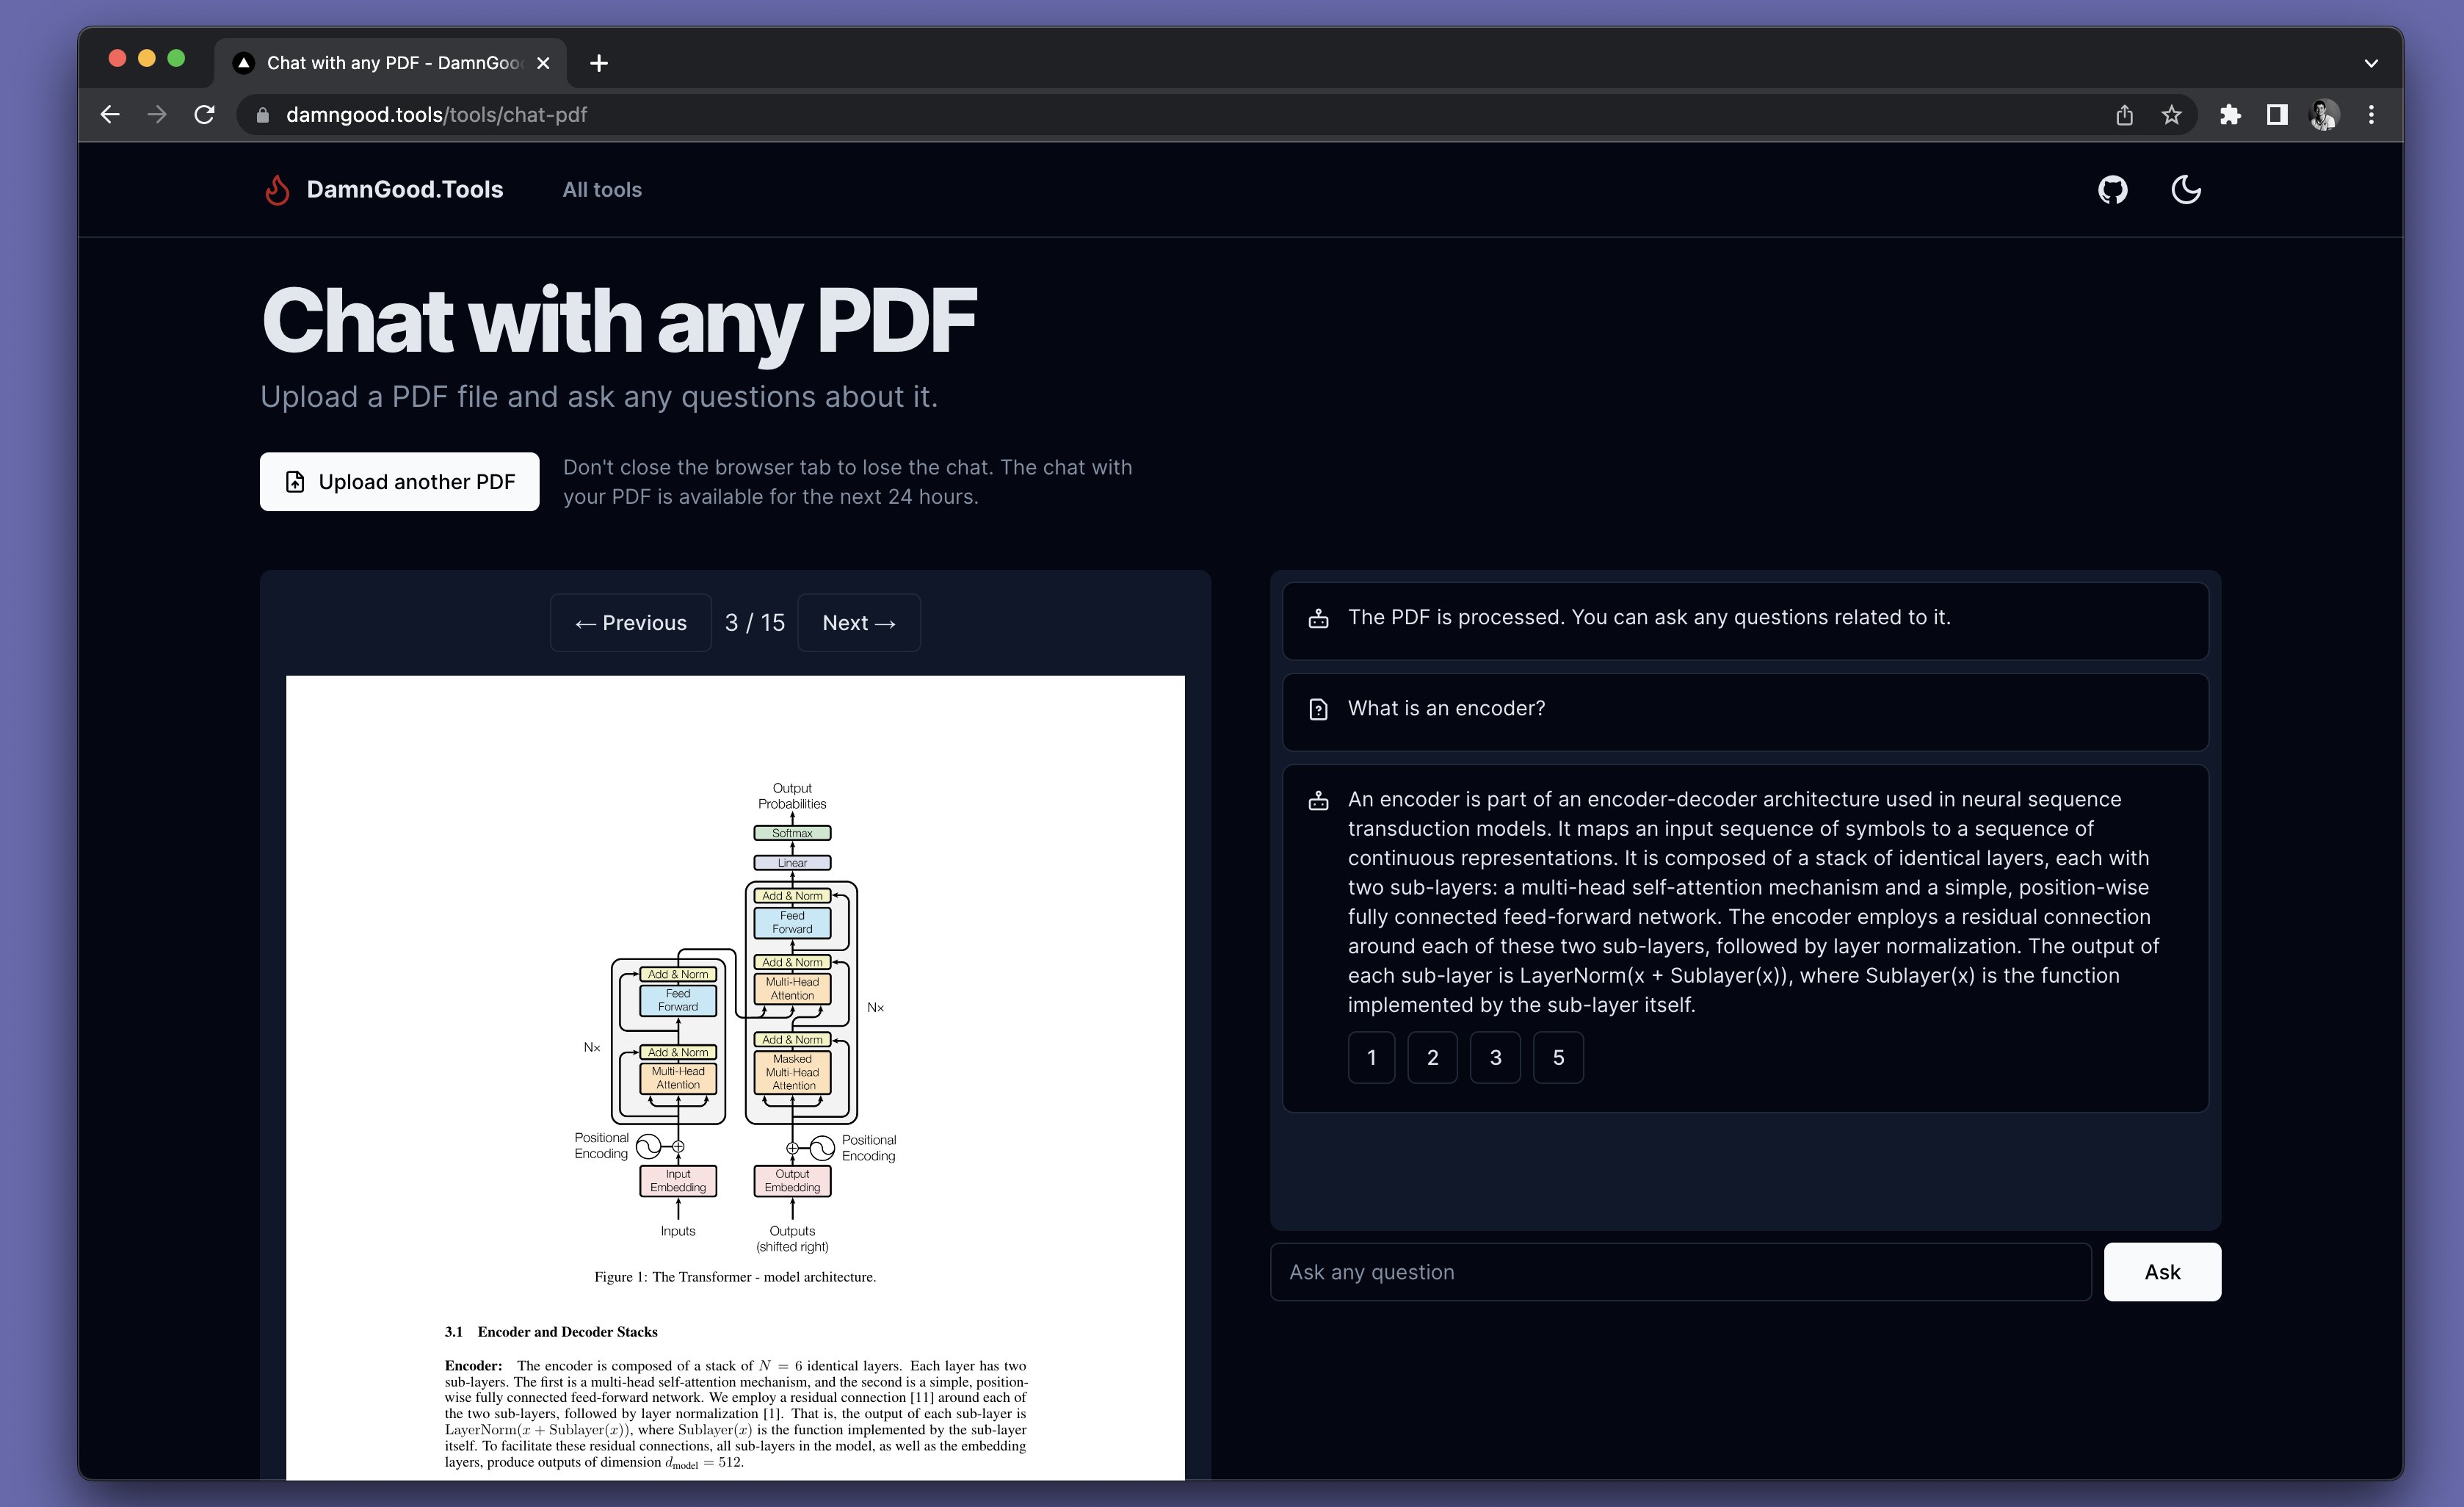 Chat with any PDF - DamnGoo
damngood.tools/tools/chat-pdf
DamnGood.Tools
All tools
Chat with any PDF
Upload a PDF file and ask any questions about it.
Upload another PDF
Don't close the browser tab to lose the chat. The chat with
your PDF is available for the next 24 hours.
← Previous
3 / 15
Next →
Output
Probabilities
Softmax
Linear
Add & Norm
Feed
Forward
Add & Norm
Multi-Head
Attention
Nx
Add & Norm
Masked
Multi-Head
Attention
Add & Norm
Feed
Forward
Nx
Add & Norm
Multi-Head
Attention
Positional
Encoding
Positional
Encoding
Input
Embedding
Output
Embedding
Inputs
Outputs
(shifted right)
Figure 1: The Transformer - model architecture.
3.1 Encoder and Decoder Stacks
Encoder: The encoder is composed of a stack of N = 6 identical layers. Each layer has two
sub-layers. The first is a multi-head self-attention mechanism, and the second is a simple, position-
wise fully connected feed-forward network. We employ a residual connection [11] around each of
the two sub-layers, followed by layer normalization [1]. That is, the output of each sub-layer is
LayerNorm(x + Sublayer(x)), where Sublayer(x) is the function implemented by the sub-layer
itself. To facilitate these residual connections, all sub-layers in the model, as well as the embedding
layers, produce outputs of dimension dmodel = 512.
The PDF is processed. You can ask any questions related to it.
What is an encoder?
An encoder is part of an encoder-decoder architecture used in neural sequence
transduction models. It maps an input sequence of symbols to a sequence of
continuous representations. It is composed of a stack of identical layers, each with
two sub-layers: a multi-head self-attention mechanism and a simple, position-wise
fully connected feed-forward network. The encoder employs a residual connection
around each of these two sub-layers, followed by layer normalization. The output of
each sub-layer is LayerNorm(x + Sublayer(x)), where Sublayer(x) is the function
implemented by the sub-layer itself.
1 2 3 5
Ask any question
Ask